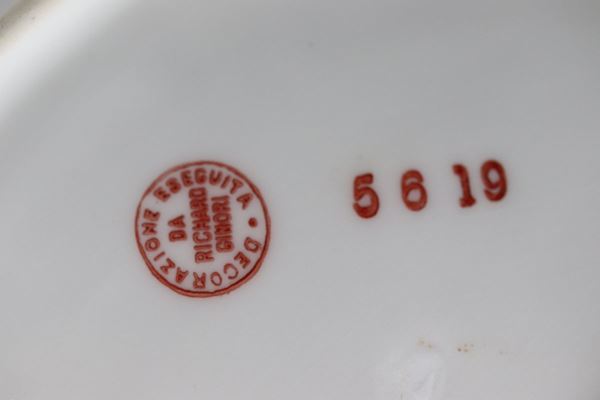 DECORAZIONE ESEGUITA •
DA
RICHARD
GINORI
5 6 19